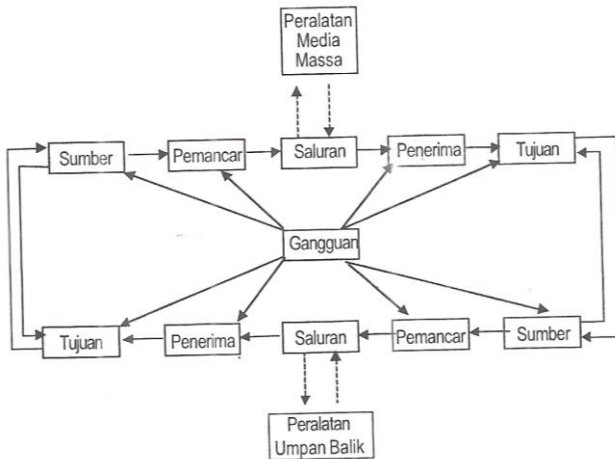 Peralatan
Media
Massa
Sumber
Pemancar
Saluran
Penerima
Tujuan
Gangguan
Tujuan
Penerima
Saluran
Pemancar
Sumber
Peralatan
Umpan Balik